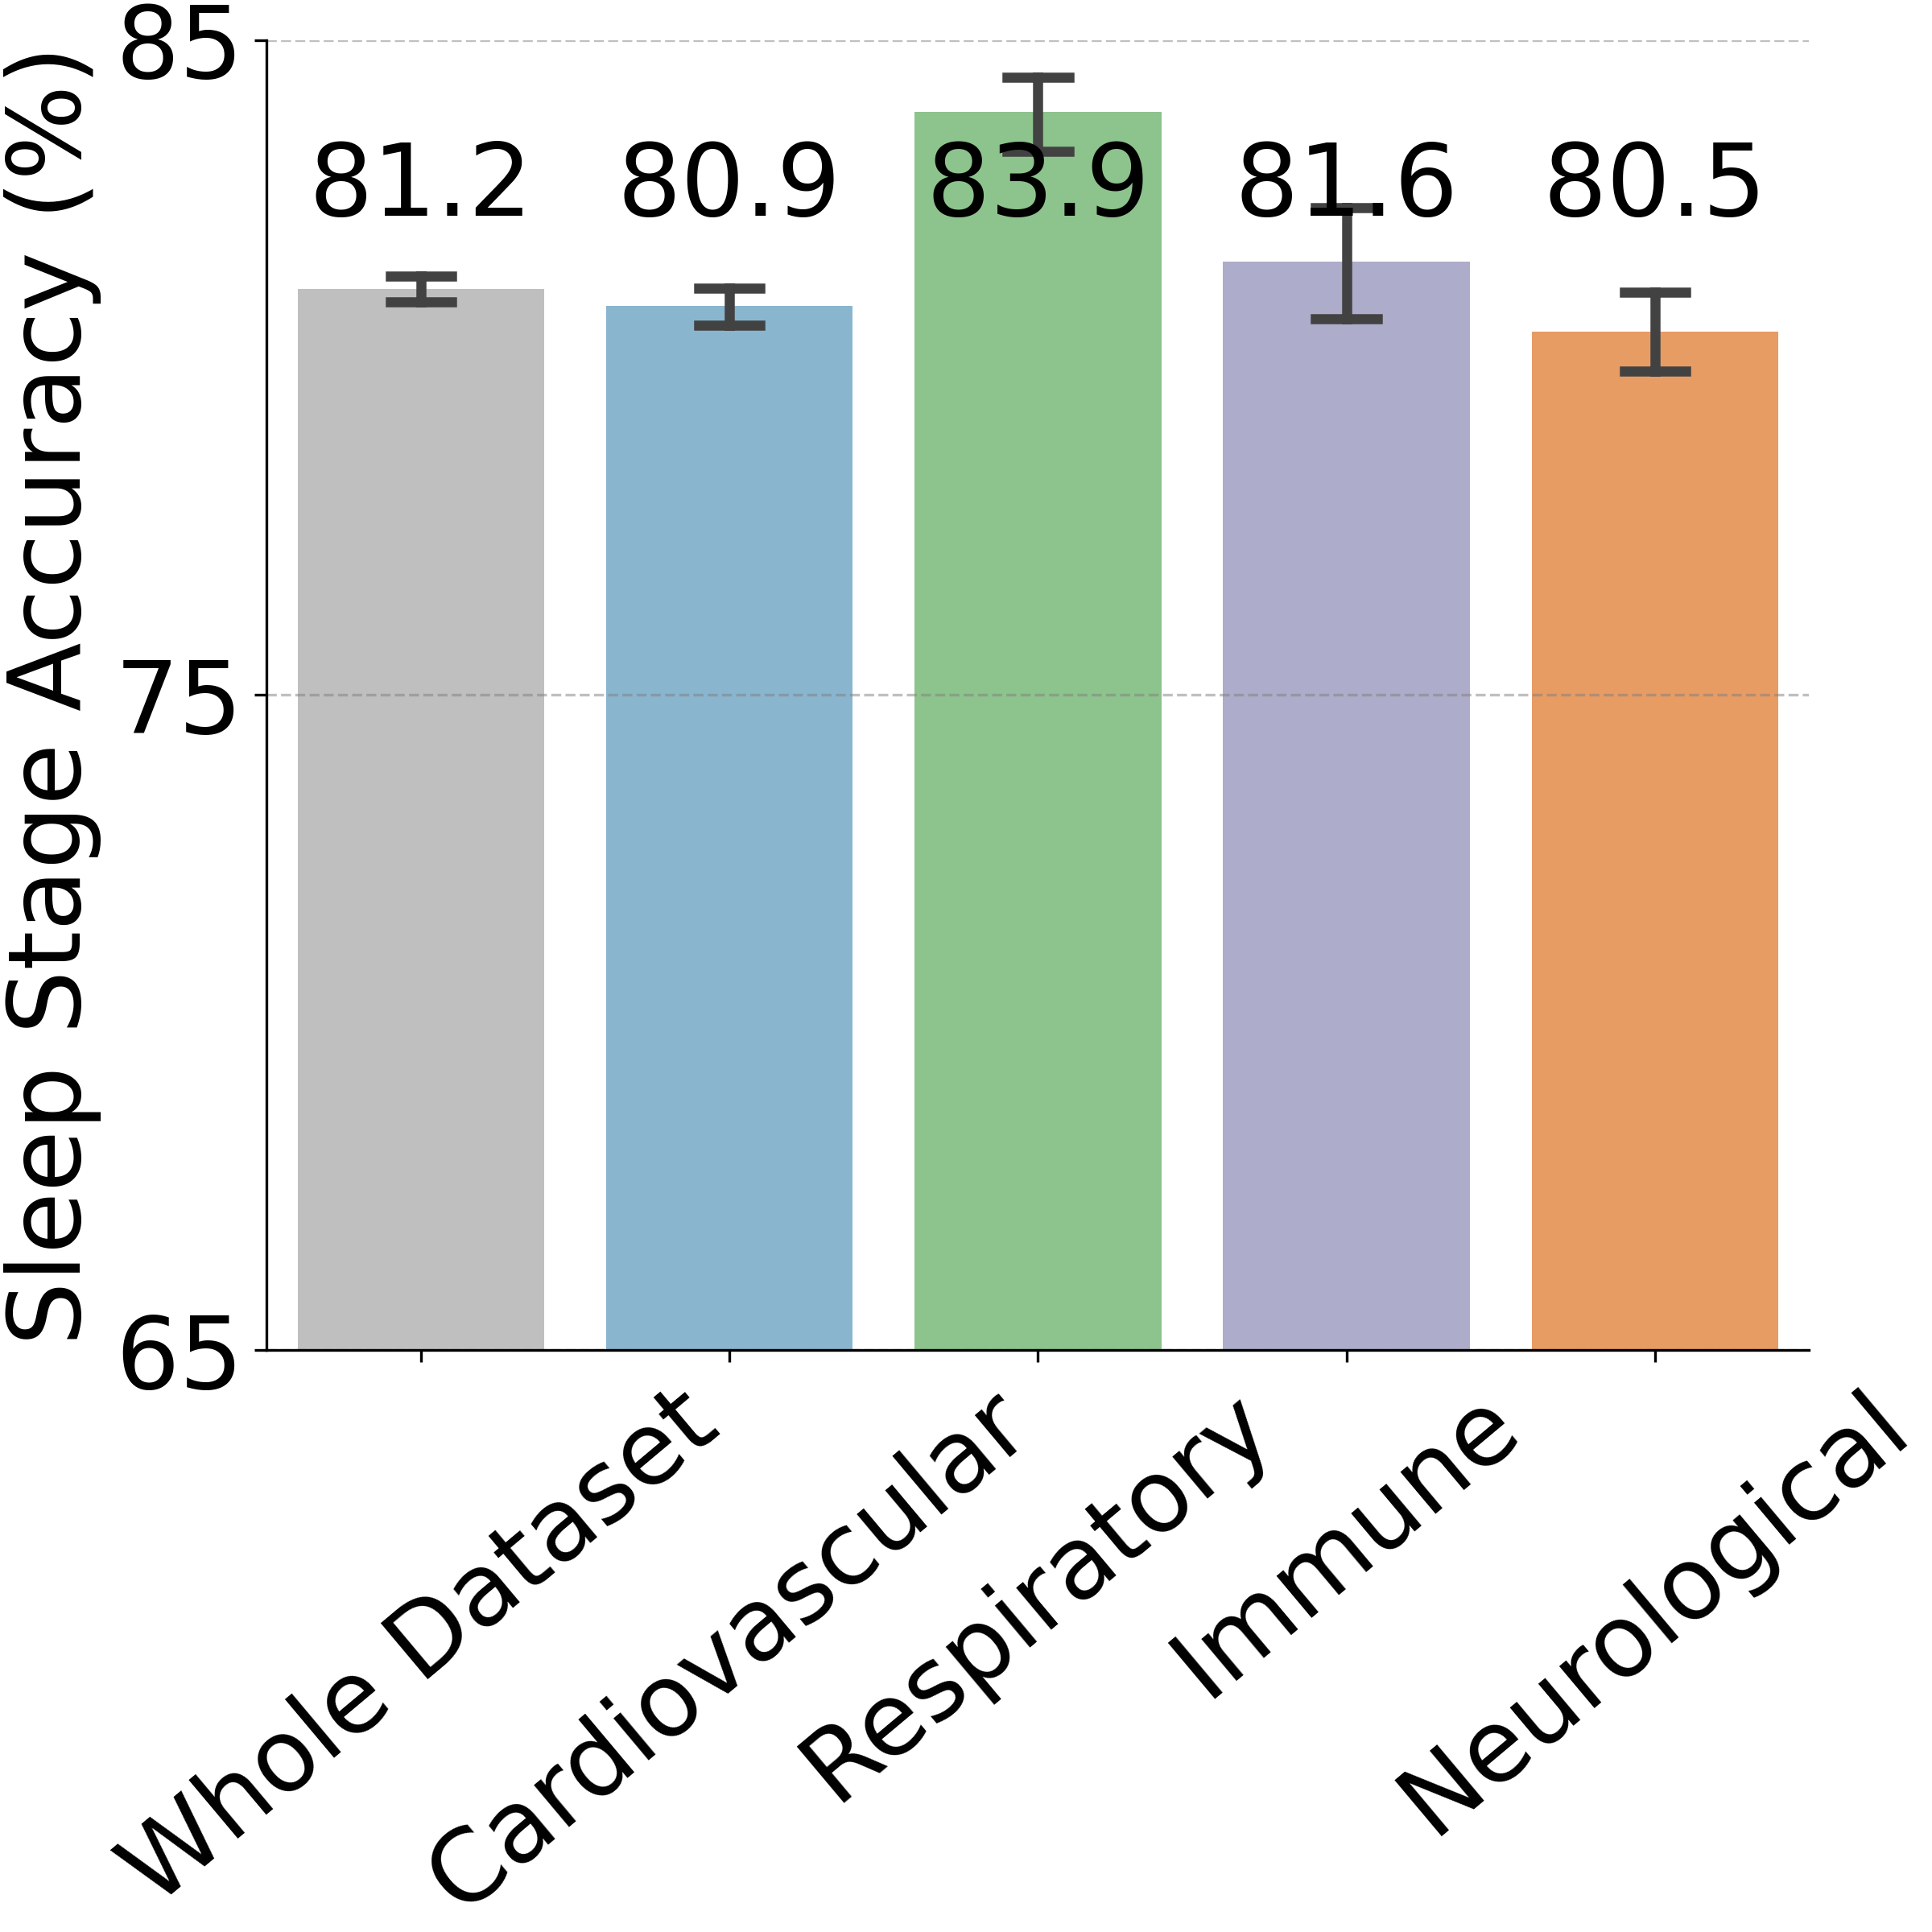 Sleep Stage Accuracy (%)
85
75
65
81.2
80.9
83.9
81.6
80.5
Whole Dataset
Cardiovascular
Respiratory
Immune
Neurological